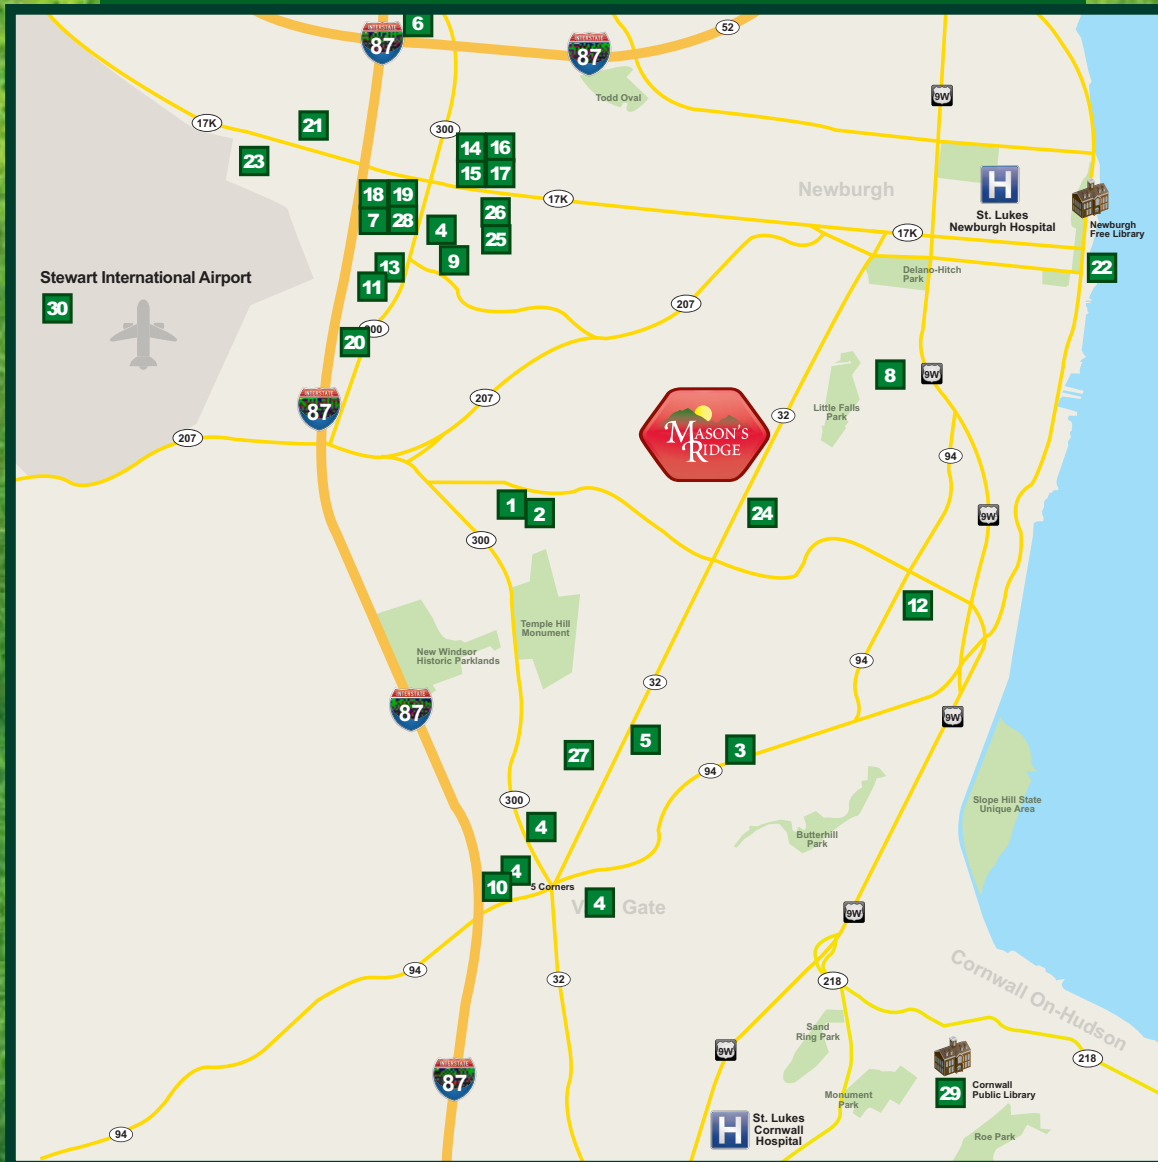 6
INTERSTATE
87
INTERSTATE
87
52
Todd Oval
9W
17K
21
300
23
14
16
15
17
18
19
7
28
4
26
25
9
17K
Newburgh
H
St. Lukes
Newburgh Hospital
Newburgh
Free Library
17K
22
Delano-Hitch
Park
13
11
Stewart International Airport
30
207
20
INTERSTATE
87
207
207
8
9W
Little Falls
Park
32
MASON'S
RIDGE
94
1
2
24
9W
300
12
Temple Hill
Monument
New Windsor
Historic Parklands
94
32
INTERSTATE
87
9W
5
27
3
94
300
Slope Hill State
Unique Area
4
Butterhill
Park
4
10
5 Corners
4
Gate
9W
94
32
218
Cornwall On-Hudson
Sand
Ring Park
9W
218
INTERSTATE
87
29
Cornwall
Public Library
Monument
Park
H
St. Lukes
Cornwall
Hospital
94
Roe Park